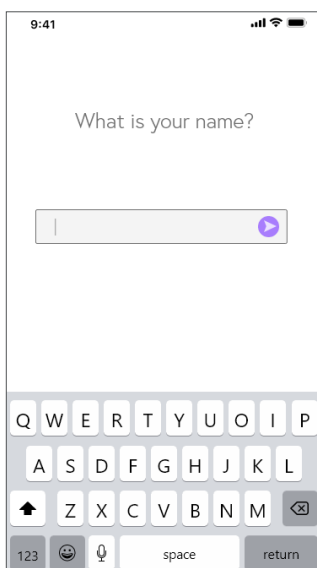 9:41
What is your name?
Q W E R T Y U O I P
A S D F G H J K L
Z X C V B N M
123 space return